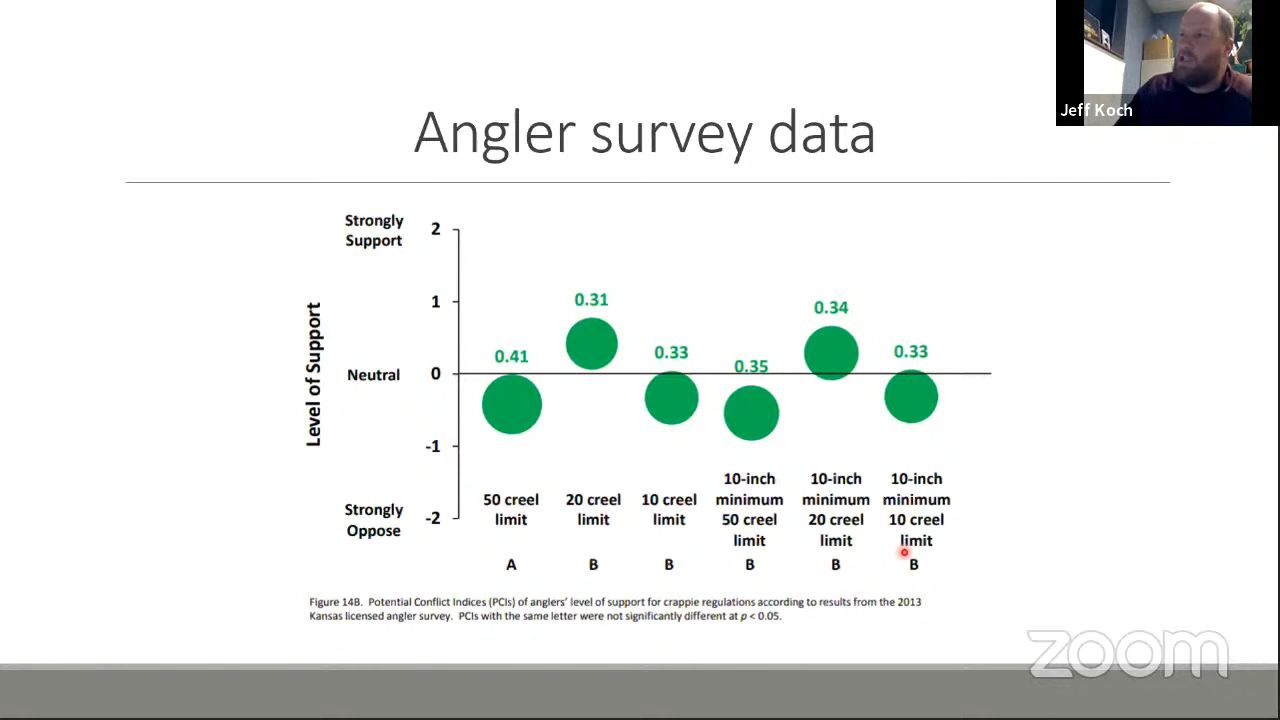 Jeff Koch
Angler survey data
Strongly
Support
2
1
Neutral
0
-1
Strongly
Oppose
-2
Level of Support
0.41
0.31
0.33
0.35
0.34
0.33
50 creel
limit
20 creel
limit
10 creel
limit
10-inch
minimum
50 creel
limit
10-inch
minimum
20 creel
limit
10-inch
minimum
10 creel
limit
A
B
B
B
B
B
Figure 14B. Potential Conflict Indices (PCIs) of anglers' level of support for crappie regulations according to results from the 2013
Kansas licensed angler survey. PCIs with the same letter were not significantly different at p < 0.05.
zoom